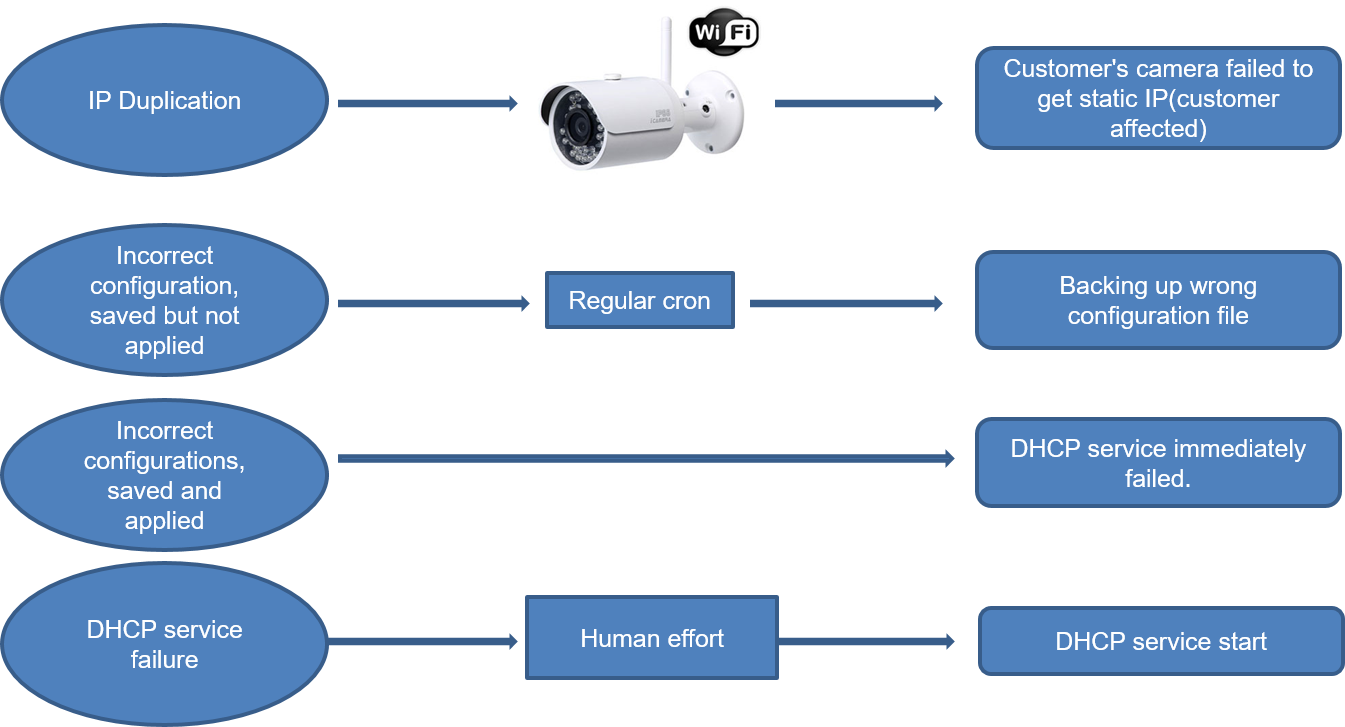 IP Duplication
WiFi
Customer's camera failed to
get static IP(customer
affected)
Incorrect
configuration,
saved but not
applied
Regular cron
Backing up wrong
configuration file
Incorrect
configurations,
saved and
applied
DHCP service immediately
failed.
DHCP service
failure
Human effort
DHCP service start